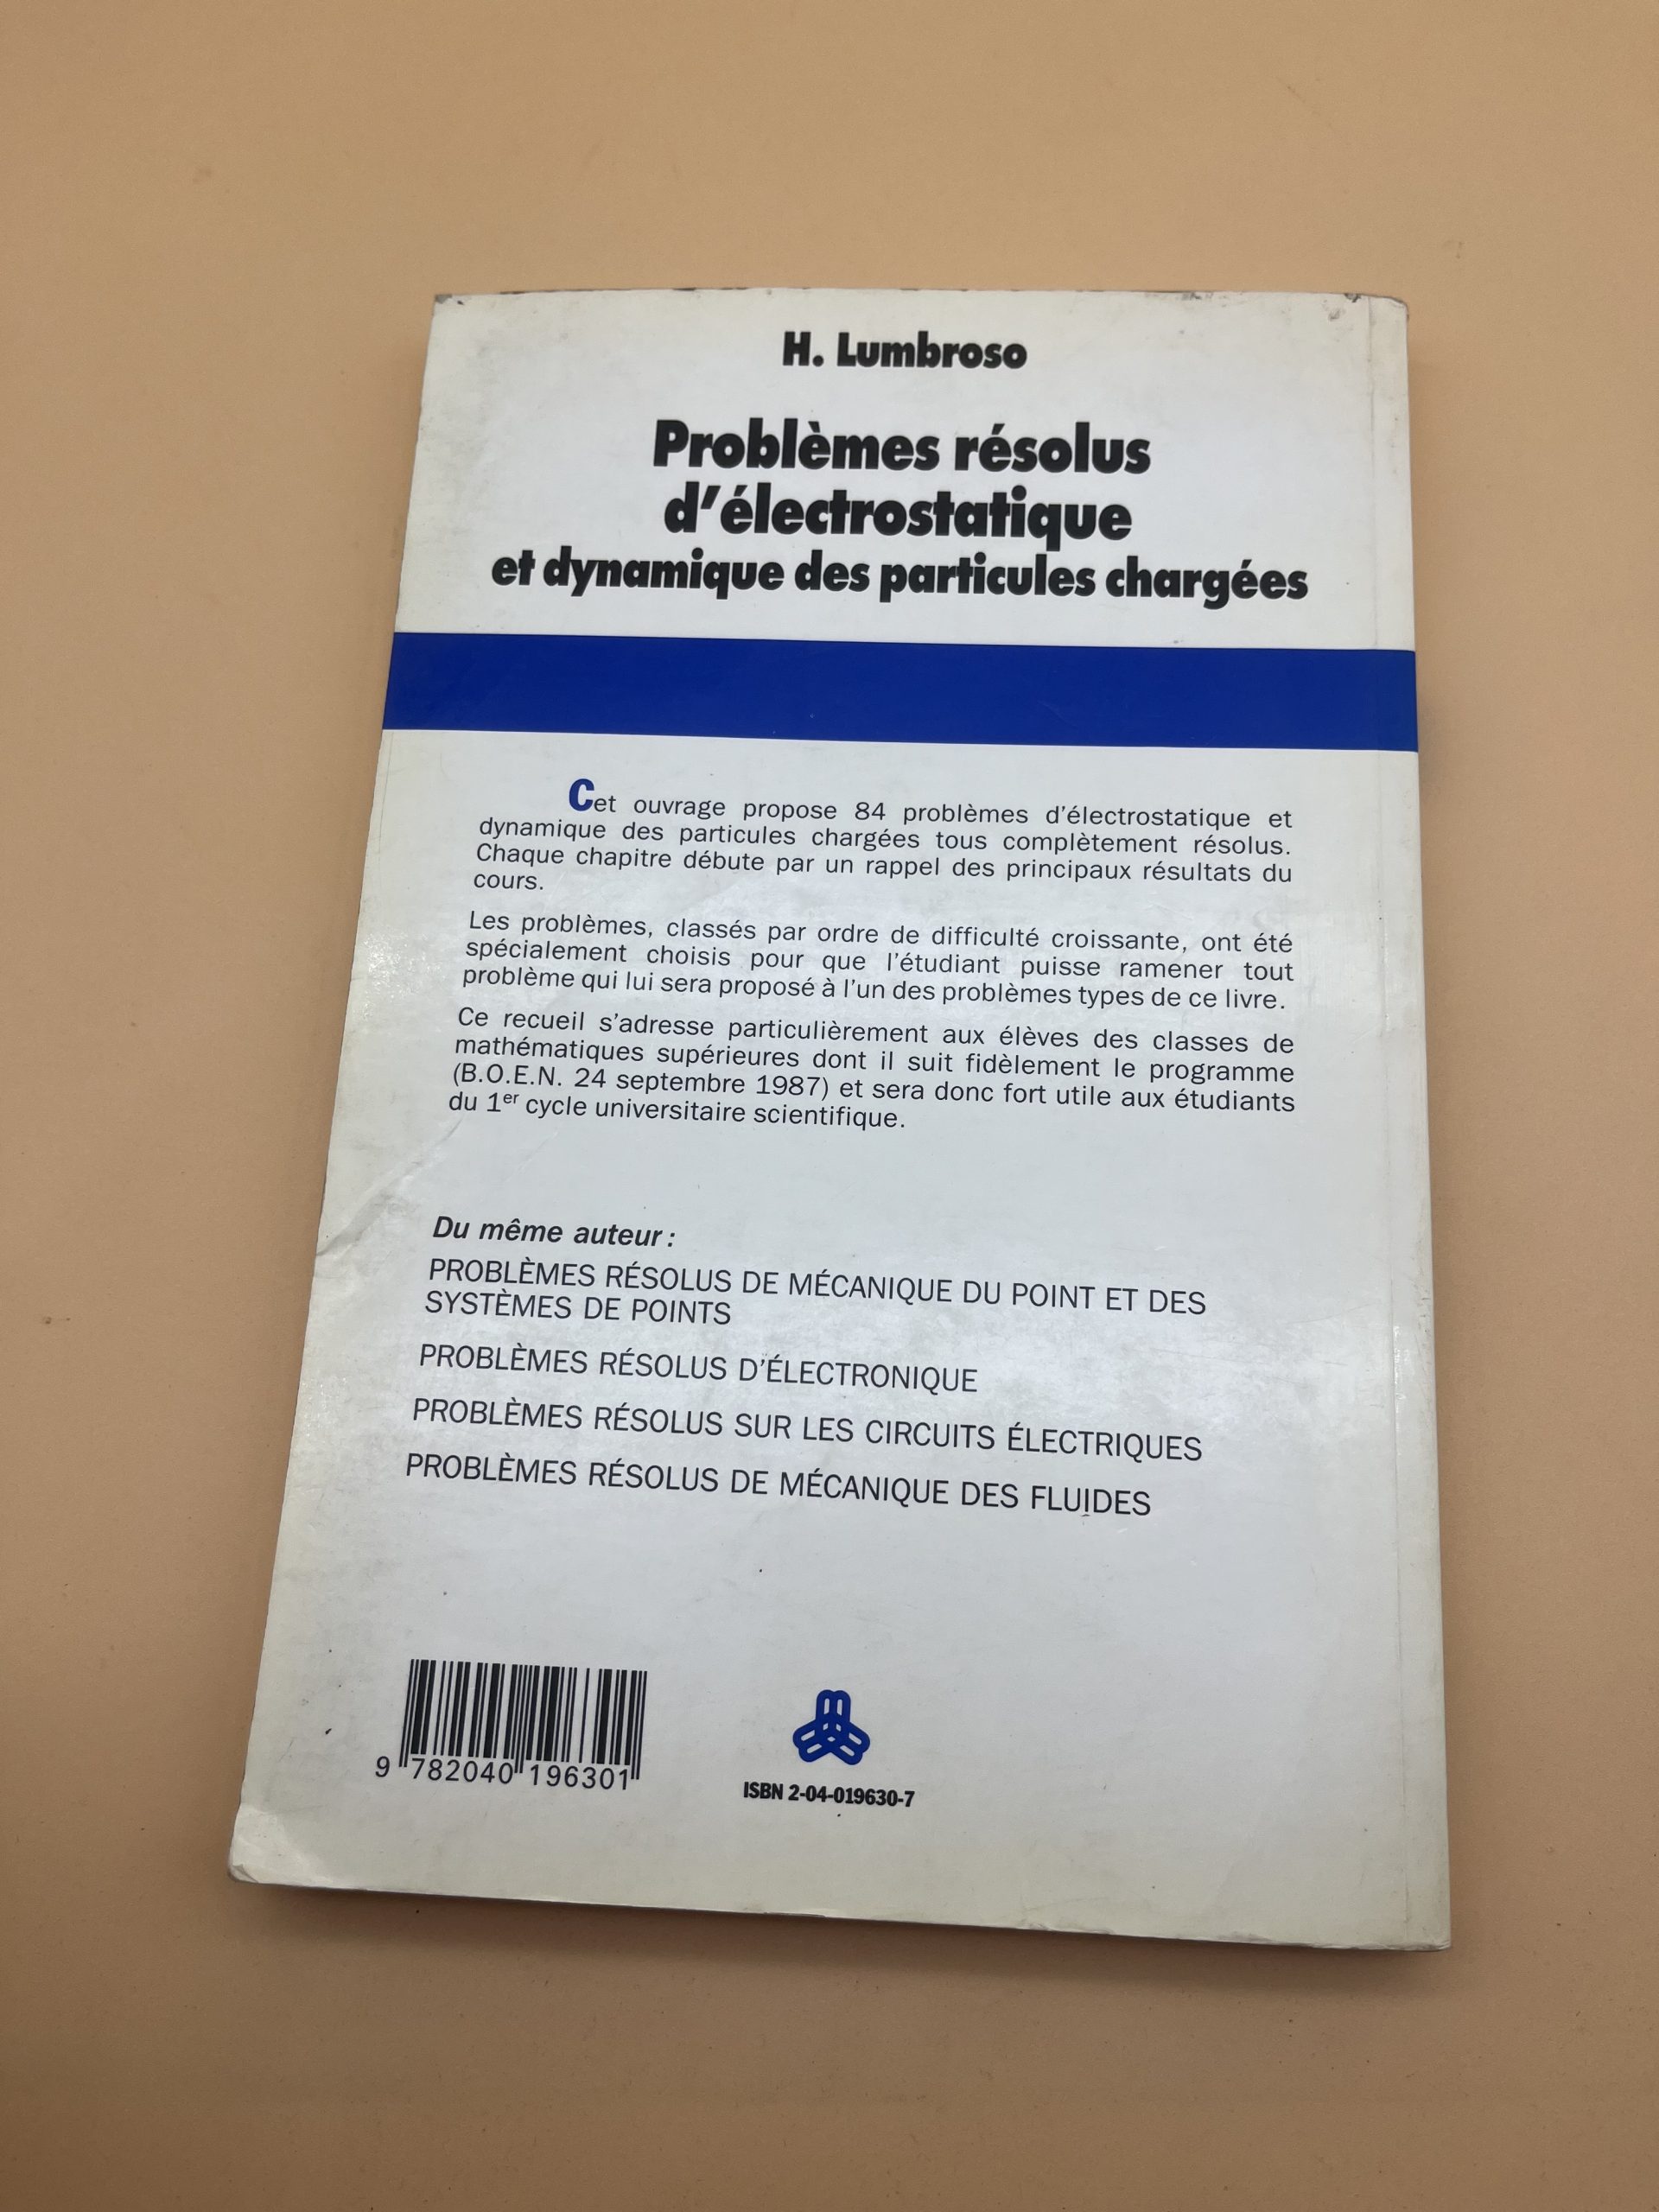 H. Lumbroso
Problèmes résolus
d'électrostatique
et dynamique des particules chargées
Cet ouvrage propose 84 problèmes d'électrostatique et
dynamique des particules chargées tous complètement résolus.
Chaque chapitre débute par un rappel des principaux résultats du
cours.
Les problèmes, classés par ordre de difficulté croissante, ont été
spécialement choisis pour que l'étudiant puisse ramener tout
problème qui lui sera proposé à l'un des problèmes types de ce livre.
Ce recueil s'adresse particulièrement aux élèves des classes de
mathématiques supérieures dont il suit fidèlement le programme
(B.O.E.N. 24 septembre 1987) et sera donc fort utile aux étudiants
du 1er cycle universitaire scientifique.
Du même auteur :
PROBLÈMES RÉSOLUS DE MÉCANIQUE DU POINT ET DES
SYSTÈMES DE POINTS
PROBLÈMES RÉSOLUS D'ÉLECTRONIQUE
PROBLÈMES RÉSOLUS SUR LES CIRCUITS ÉLECTRIQUES
PROBLÈMES RÉSOLUS DE MÉCANIQUE DES FLUIDES
9 782040 196301
ISBN 2-04-019630-7